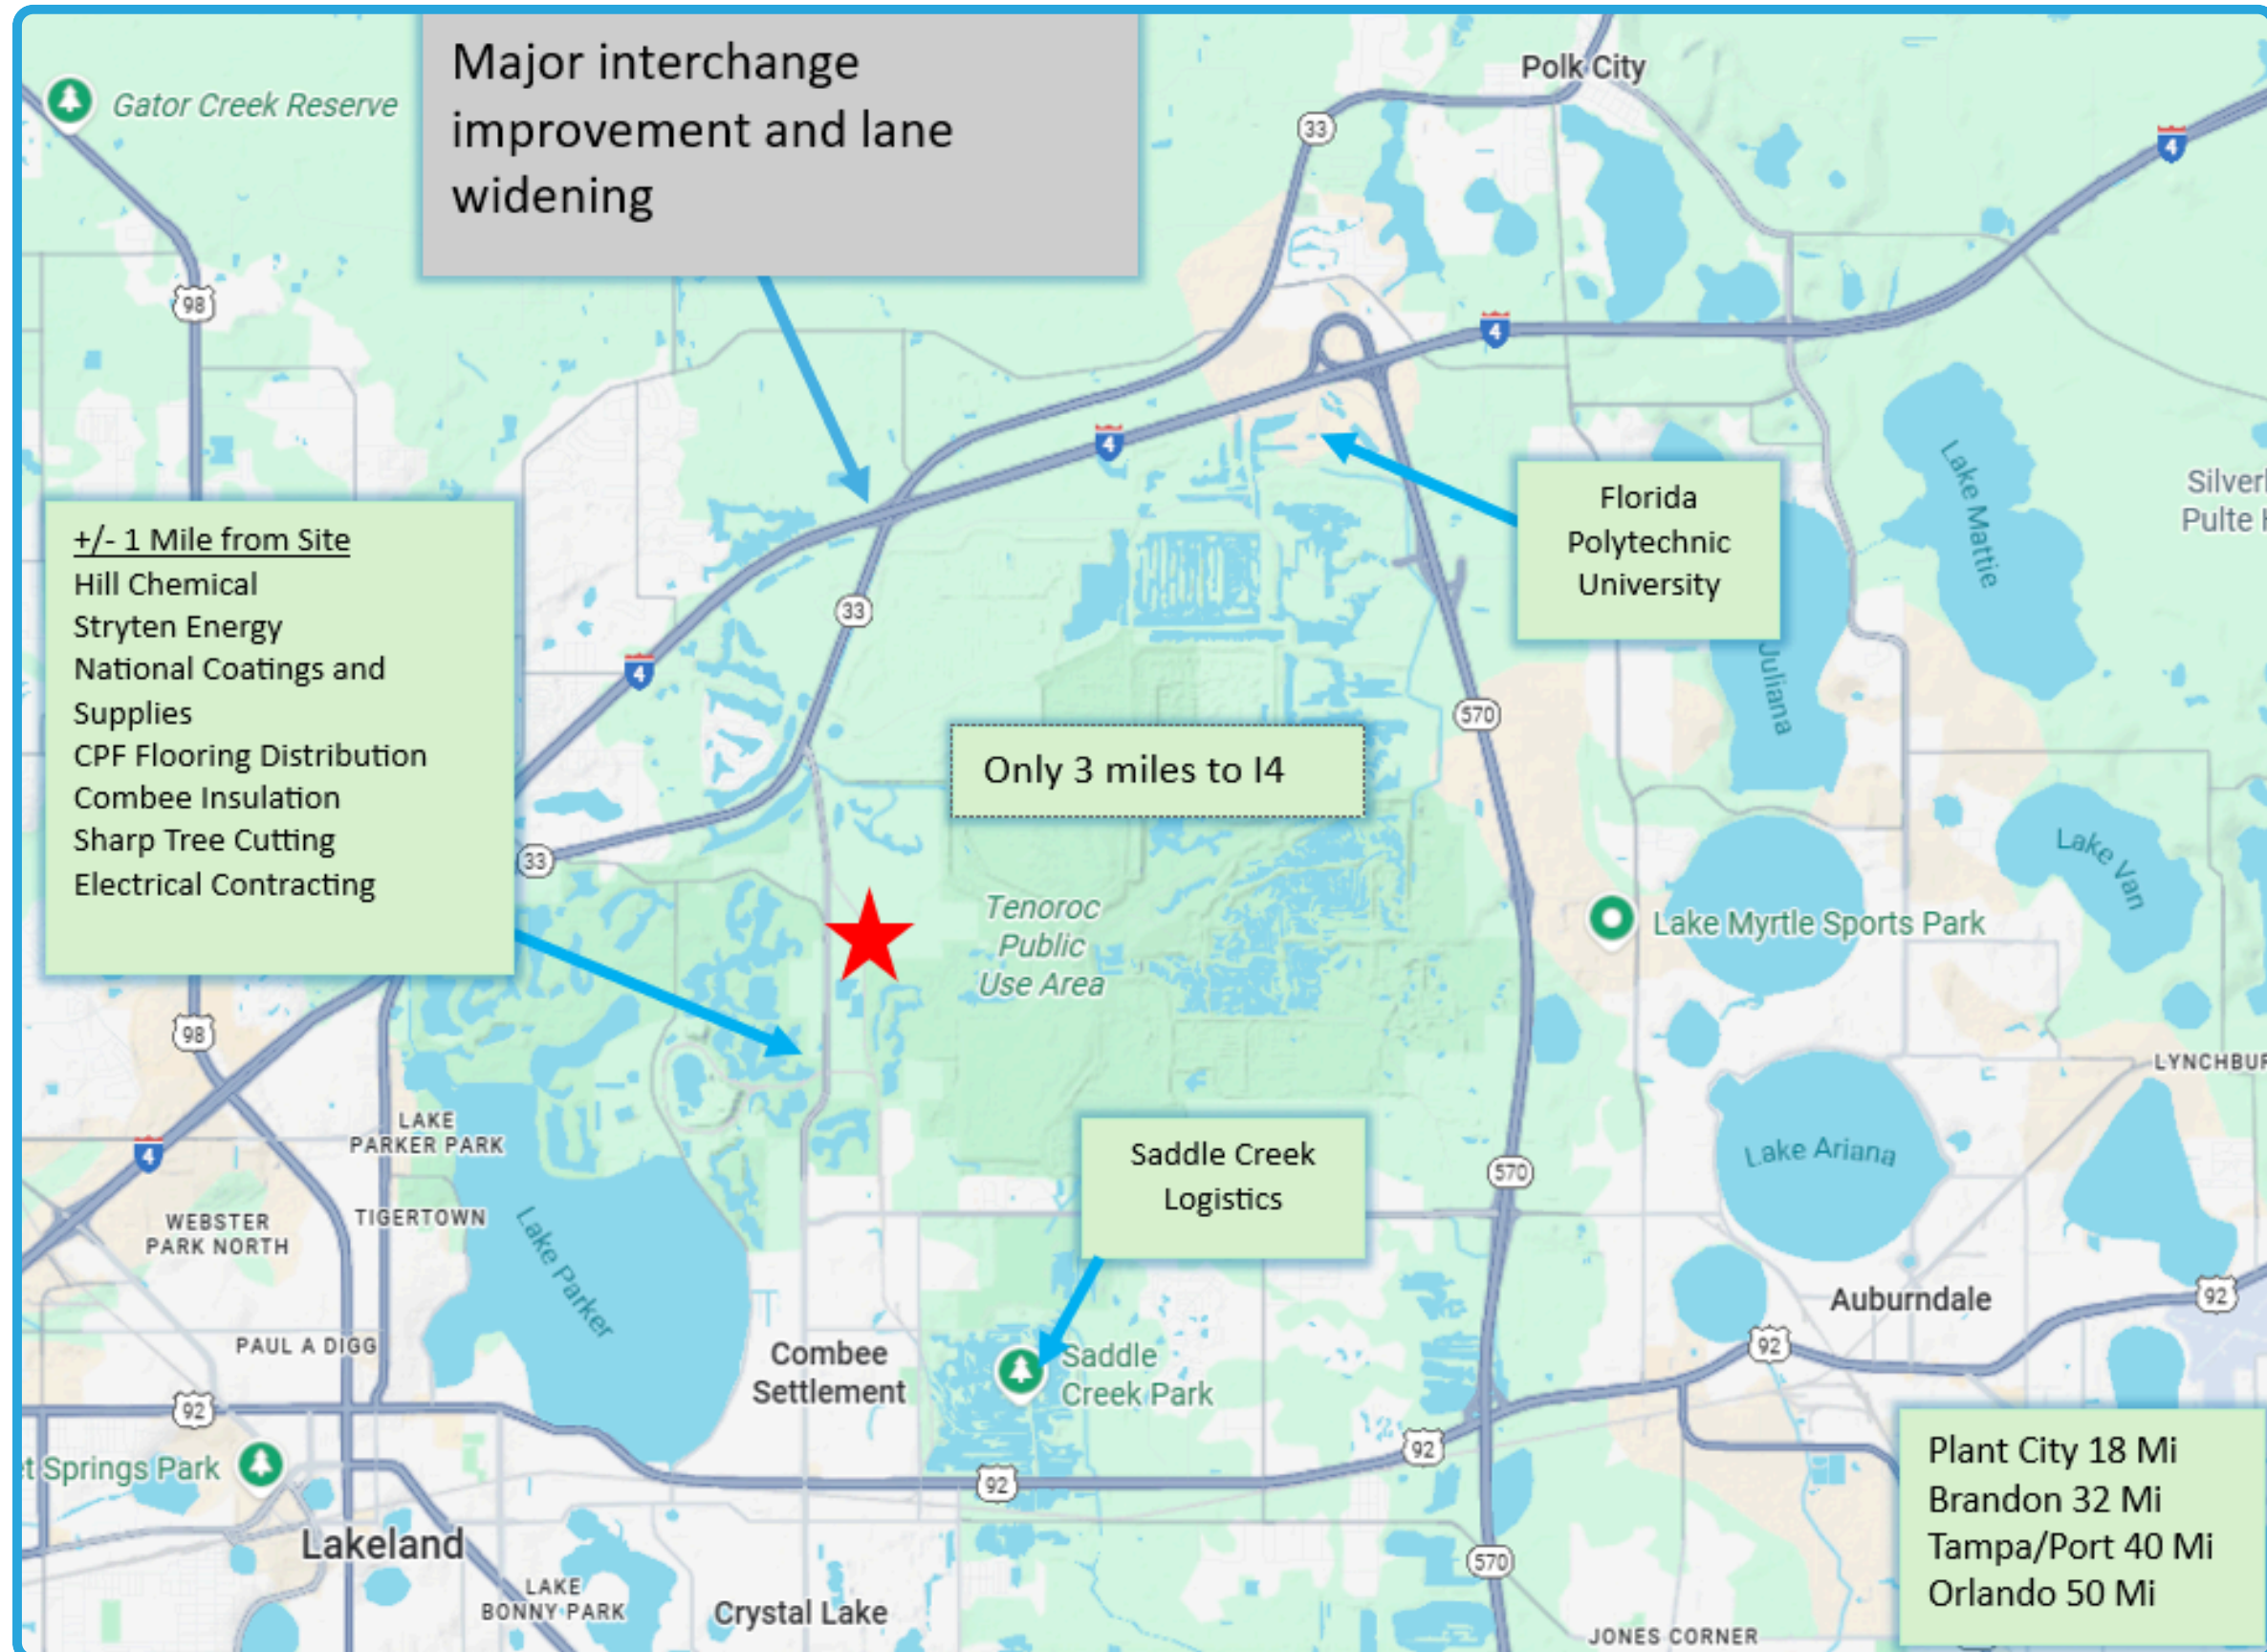 Major interchange
improvement and lane
widening
Polk City
Gator Creek Reserve
33
4
98
4
4
Florida
Polytechnic
University
Lake Mattie
Silverl
Pulte H
+/- 1 Mile from Site
Hill Chemical
Stryten Energy
National Coatings and
Supplies
CPF Flooring Distribution
Combee Insulation
Sharp Tree Cutting
Electrical Contracting
33
4
Juliana
570
Only 3 miles to I4
33
Tenoroc
Public
Use Area
Lake Myrtle Sports Park
Lake Van
98
LYNCHBUR
LAKE
PARKER PARK
4
Saddle Creek
Logistics
Lake Ariana
570
WEBSTER
PARK NORTH
TIGERTOWN
Lake Parker
Auburndale
92
PAUL A DIGG
Combee
Settlement
Saddle
Creek Park
92
92
t Springs Park
92
92
Plant City 18 Mi
Brandon 32 Mi
Tampa/Port 40 Mi
Orlando 50 Mi
Lakeland
570
LAKE
BONNY PARK
Crystal Lake
JONES CORNER